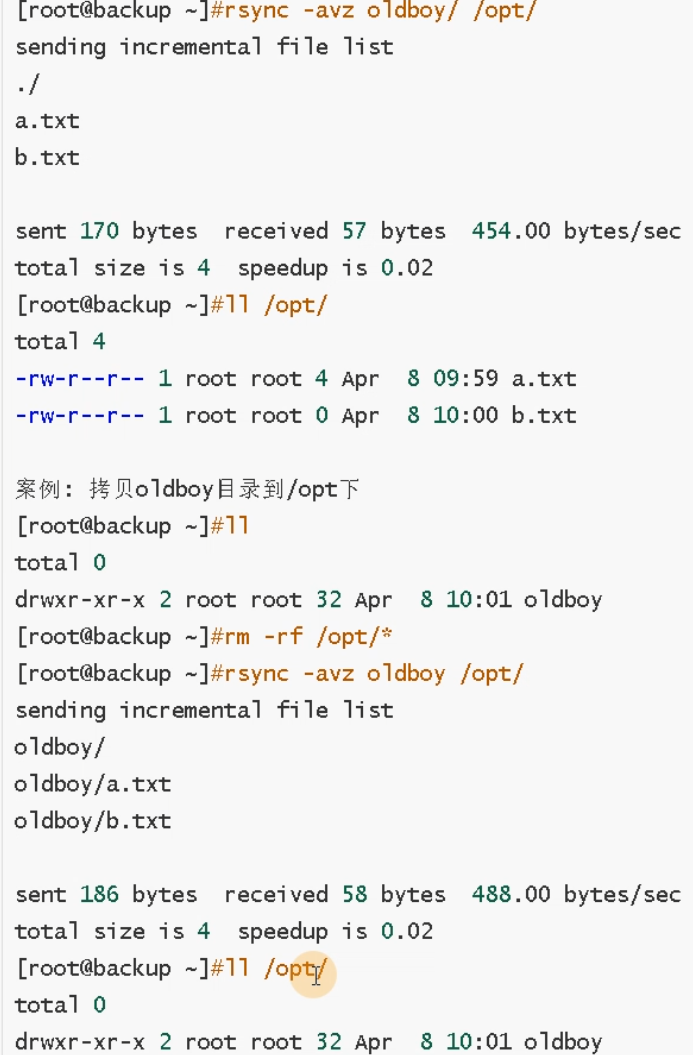 [root@backup ~]#rsync -avz oldboy/ /opt/
sending incremental file list
./
a.txt
b.txt
sent 170 bytes  received 57 bytes  454.00 bytes/sec
total size is 4  speedup is 0.02
[root@backup ~]#ll /opt/
total 4
-rw-r--r-- 1 root root 4 Apr  8 09:59 a.txt
-rw-r--r-- 1 root root 0 Apr  8 10:00 b.txt
案例: 拷贝oldboy目录到/opt下
[root@backup ~]#ll
total 0
drwxr-xr-x 2 root root 32 Apr  8 10:01 oldboy
[root@backup ~]#rm -rf /opt/*
[root@backup ~]#rsync -avz oldboy /opt/
sending incremental file list
oldboy/
oldboy/a.txt
oldboy/b.txt
sent 186 bytes  received 58 bytes  488.00 bytes/sec
total size is 4  speedup is 0.02
[root@backup ~]#ll /opt/
total 0
drwxr-xr-x 2 root root 32 Apr  8 10:01 oldboy